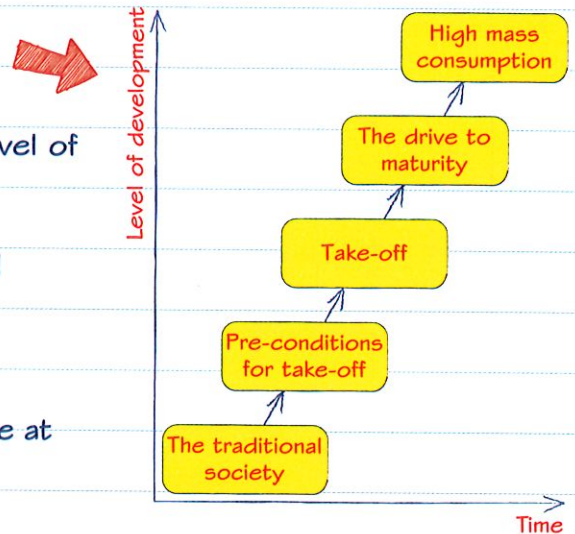 vel of
e at
Level of development
High mass
consumption
The drive to
maturity
Take-off
Pre-conditions
for take-off
The traditional
society
Time